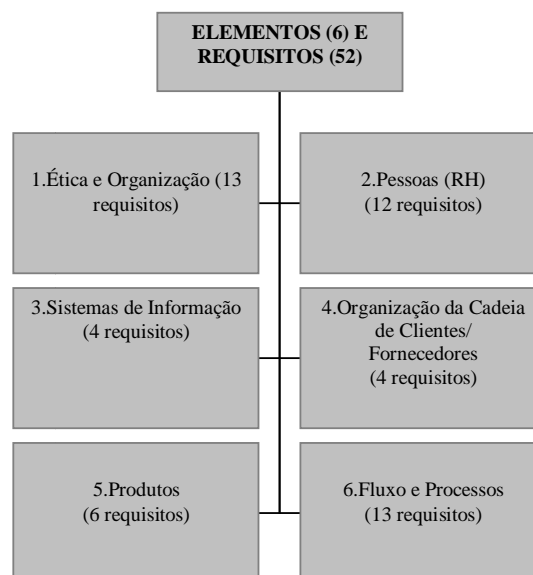 ELEMENTOS (6) E
REQUISITOS (52)
1.Ética e Organização (13
requisitos)
2.Pessoas (RH)
(12 requisitos)
3.Sistemas de Informação
(4 requisitos)
4.Organização da Cadeia
de Clientes/
Fornecedores
(4 requisitos)
5.Produtos
(6 requisitos)
6.Fluxo e Processos
(13 requisitos)